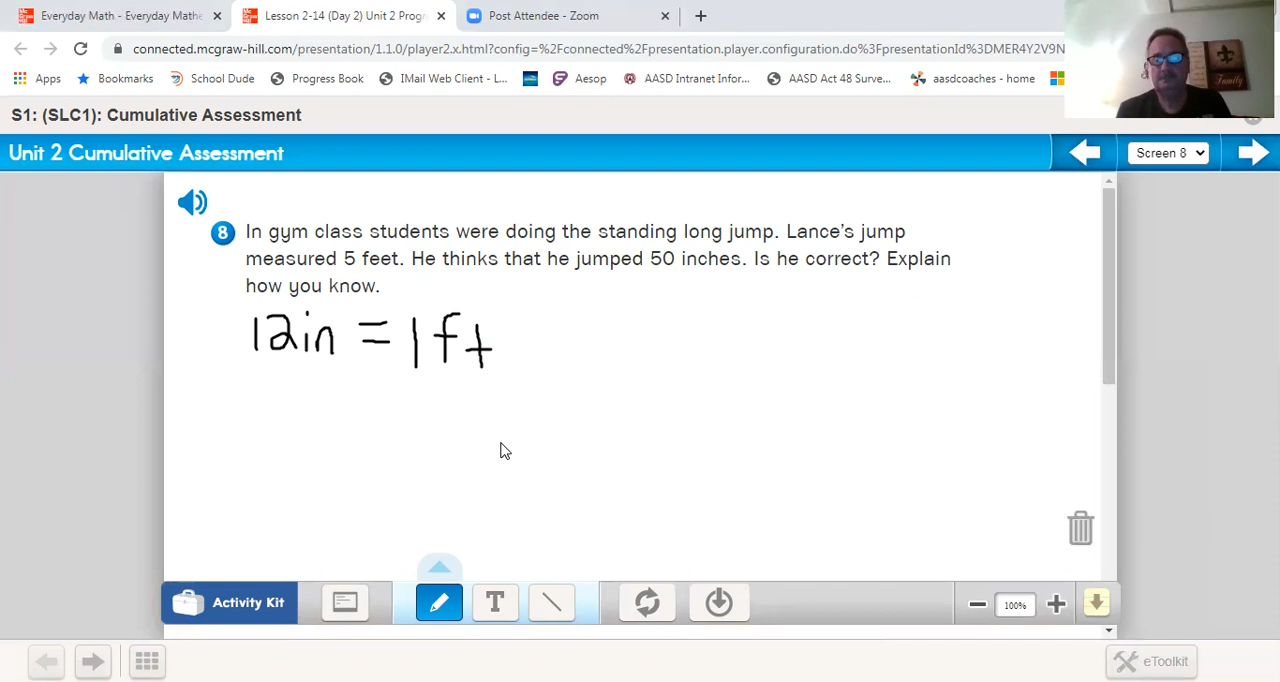 Everyday Math - Everyday Mathe
Lesson 2-14 (Day 2) Unit 2 Prog
Post Attendee - Zoom
connected.mcgraw-hill.com/presentation/1.1.0/player2.x.html?config=%2Fconnected%2Fpresentation.player.configuration.do%3FpresentationId%3DMER4Y2V9N
Apps
Bookmarks
School Dude
Progress Book
IMail Web Client - L...
Aesop
AASD Intranet Infor...
AASD Act 48 Surve...
aasdcoaches - home
Family
S1: (SLC1): Cumulative Assessment
Unit 2 Cumulative Assessment
Screen 8
8 In gym class students were doing the standing long jump. Lance's jump
measured 5 feet. He thinks that he jumped 50 inches. Is he correct? Explain
how you know.
12in = 1ft
Activity Kit
T
100%
eToolkit